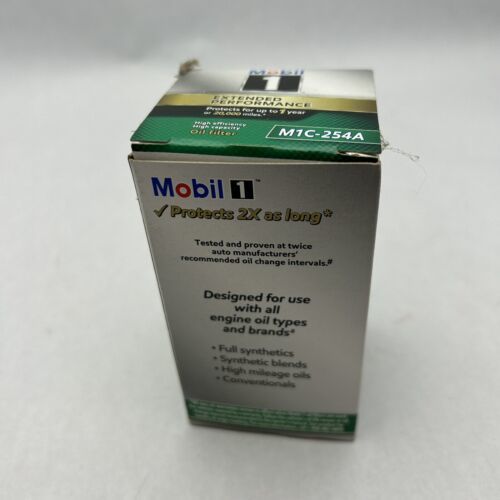 Mobil
1
EXTENDED
PERFORMANCE
Protects for up to 1 year
or 20,000 miles.*
High efficiency
High capacity
Oil filter
M1C-254A
Mobil 1™
✓ Protects 2X as long*
Tested and proven at twice
auto manufacturers'
recommended oil change intervals.‡
Designed for use
with all
engine oil types
and brands
• Full synthetics
• Synthetic blends
• High mileage oils
• Conventionals